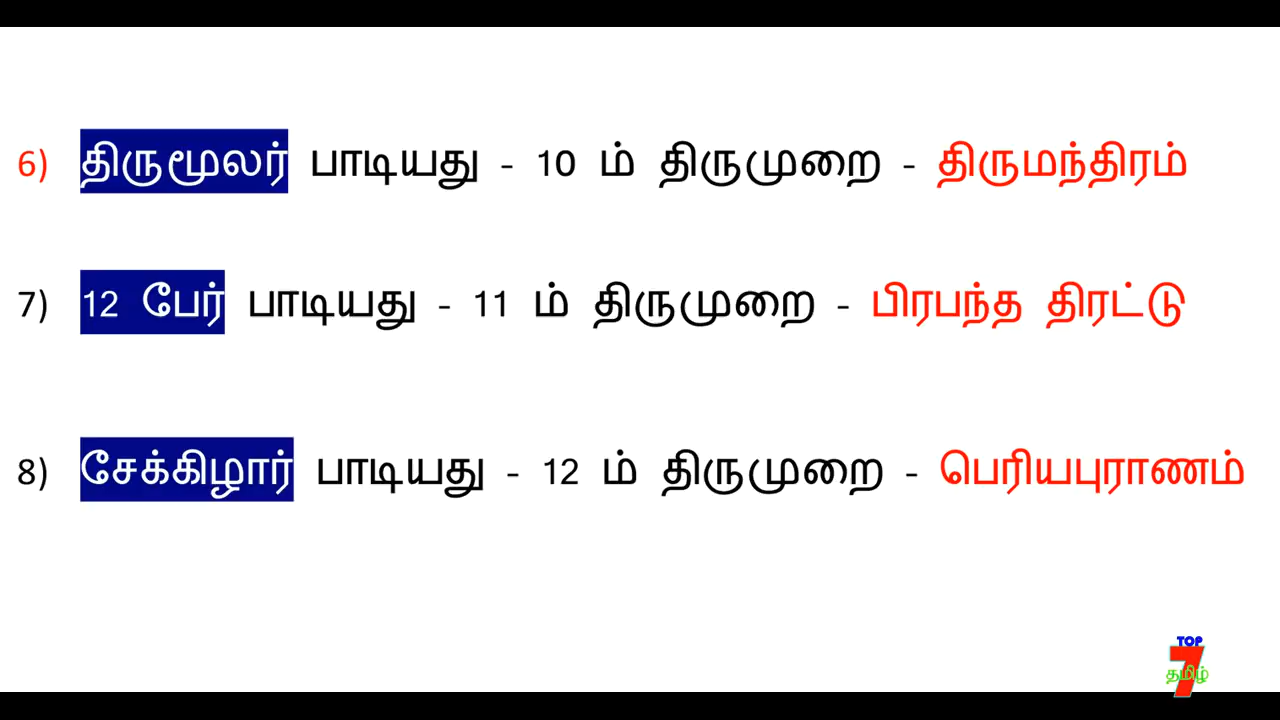 6) திருமூலர் பாடியது - 10 ம் திருமுறை - திருமந்திரம்
7) 12 பேர் பாடியது - 11 ம் திருமுறை - பிரபந்த திரட்டு
8) சேக்கிழார் பாடியது - 12 ம் திருமுறை - பெரியபுராணம்
TOP
7
தமிழ்